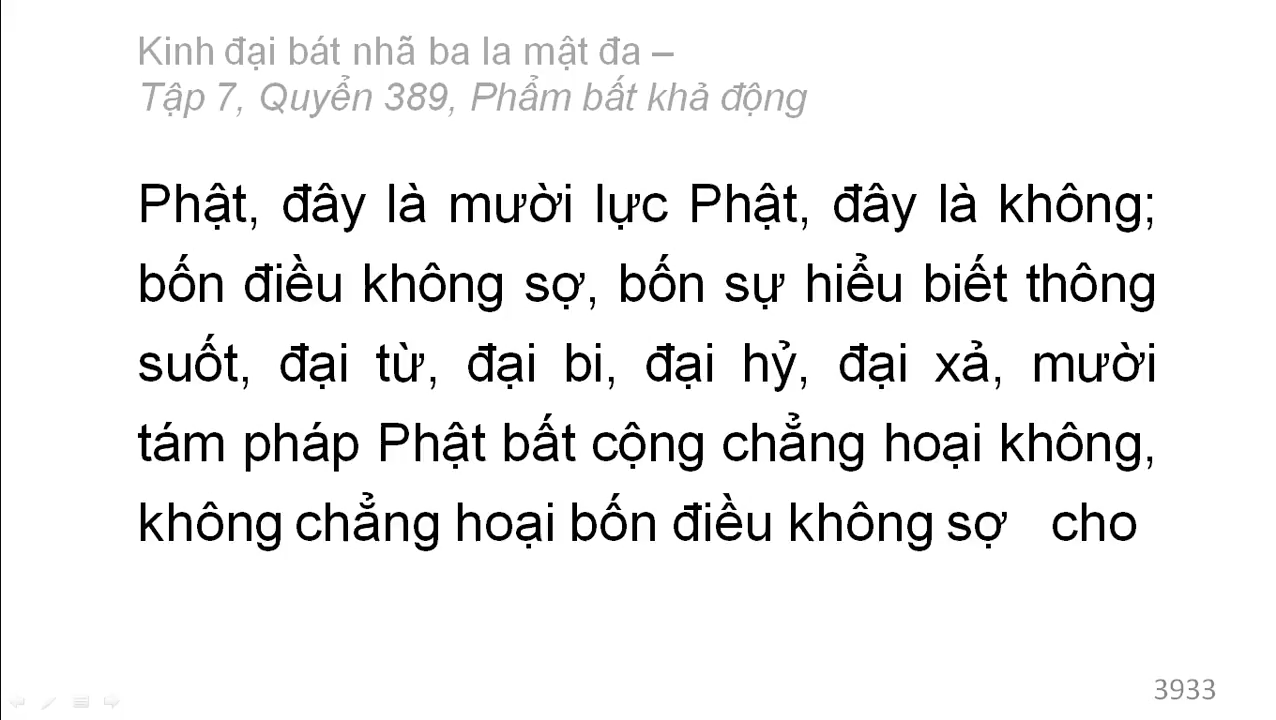 Kinh đại bát nhã ba la mật đa –
Tập 7, Quyển 389, Phẩm bất khả động
Phật, đây là mười lực Phật, đây là không;
bốn điều không sợ, bốn sự hiểu biết thông
suốt, đại từ, đại bi, đại hỷ, đại xả, mười
tám pháp Phật bất cộng chẳng hoại không,
không chẳng hoại bốn điều không sợ cho
3933